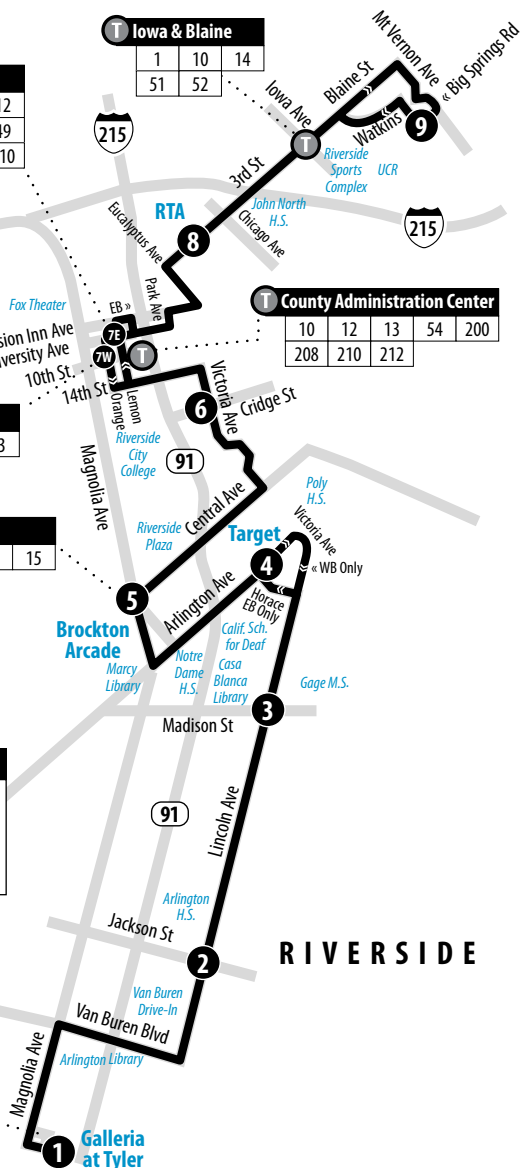 T Iowa & Blaine
1 10 14
51 52
12
49
10
215
Mt Vernon Ave
« Big Springs Rd
Blaine St
Iowa Ave
Watkins
9
T
Riverside
Sports
Complex
UCR
3rd St
John North
H.S.
RTA
8
Chicago Ave
215
Eucalyptus Ave
Park Ave
Fox Theater
EB »
T County Administration Center
10 12 13 54 200
208 210 212
sion Inn Ave
versity Ave
10th St.
14th St
7E
7W
T
Orange
Lemon
3
Victoria Ave
6
Cridge St
Riverside
City
College
91
Magnolia Ave
Central Ave
Riverside
Plaza
Poly
H.S.
15
Target
4
Victoria Ave
« WB Only
5
Arlington Ave
Horace
EB Only
Brockton
Arcade
Marcy
Library
Notre
Dame
H.S.
Calif. Sch.
for Deaf
Casa
Blanca
Library
3
Gage M.S.
Madison St
91
Lincoln Ave
Arlington
H.S.
Jackson St
2
RIVERSIDE
Van Buren
Drive-In
Van Buren Blvd
Arlington Library
Magnolia Ave
1
Galleria
at Tyler